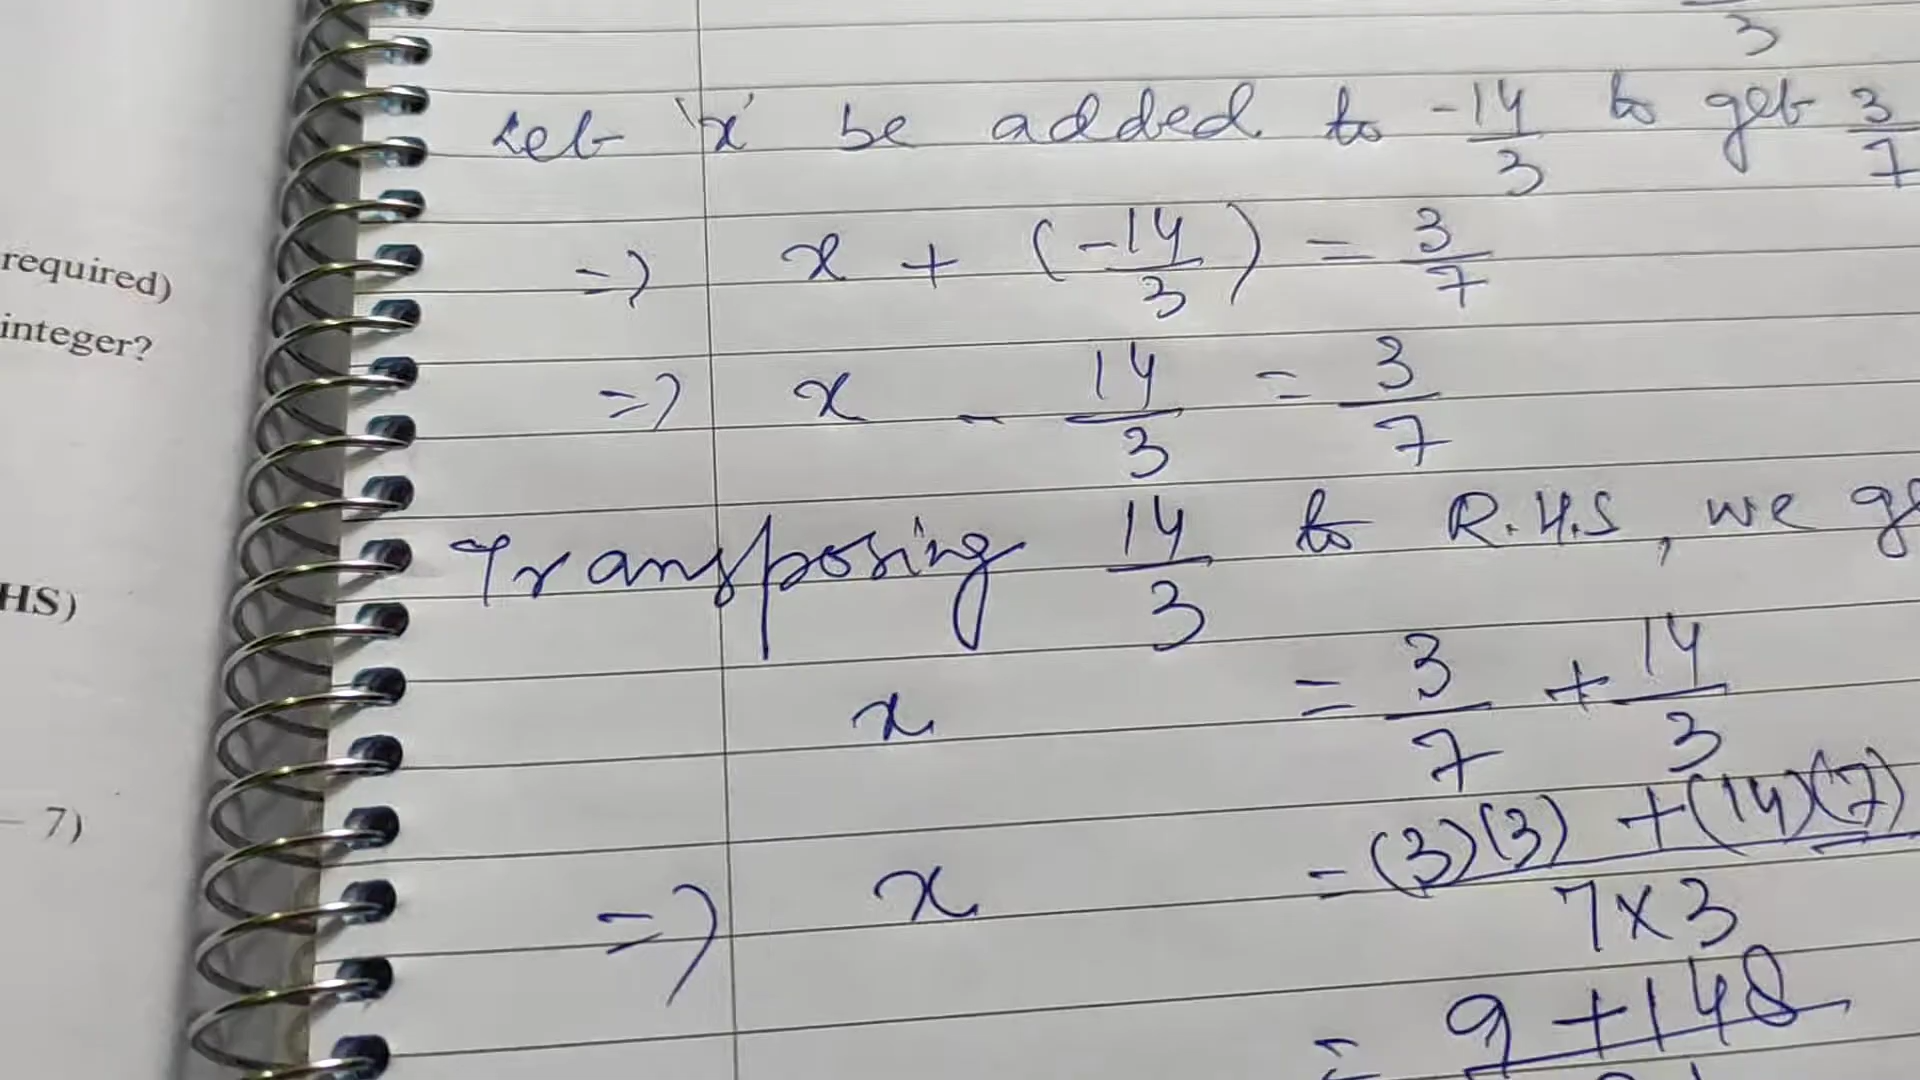 3
Let 'x' be added to -14/3 to get 3/7
=> x + (-14/3) = 3/7
=> x - 14/3 = 3/7
Transposing 14/3 to R.H.S, we ge
x = 3/7 + 14/3
=> x = (3)(3) + (14)(7) / 7x3
= 9 + 148
required)
integer?
HS)
- 7)